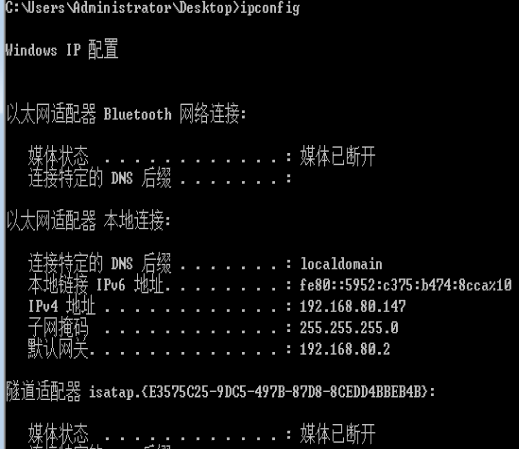 C:\Users\Administrator\Desktop>ipconfig
Windows IP 配置
以太网适配器 Bluetooth 网络连接:
媒体状态 . . . . . . . . . . . . : 媒体已断开
连接特定的 DNS 后缀 . . . . . . . :
以太网适配器 本地连接:
连接特定的 DNS 后缀 . . . . . . . : localdomain
本地链接 IPv6 地址. . . . . . . . : fe80::5952:c375:b474:8cca%10
IPv4 地址 . . . . . . . . . . . . : 192.168.80.147
子网掩码 . . . . . . . . . . . . : 255.255.255.0
默认网关. . . . . . . . . . . . . : 192.168.80.2
隧道适配器 isatap.{E3575C25-9DC5-497B-87D8-8CEDD4BBEB4B}:
媒体状态 . . . . . . . . . . . . : 媒体已断开